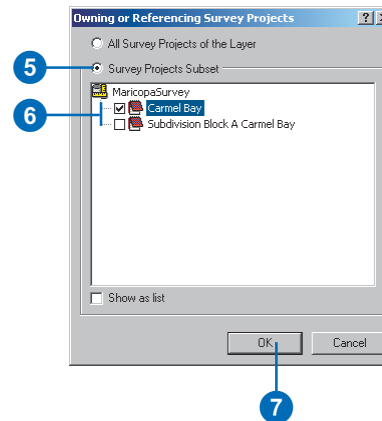 Owning or Referencing Survey Projects
All Survey Projects of the Layer
5
Survey Projects Subset
MaricopaSurvey
6
Carmel Bay
Subdivision Block A Carmel Bay
Show as list
OK
Cancel
7